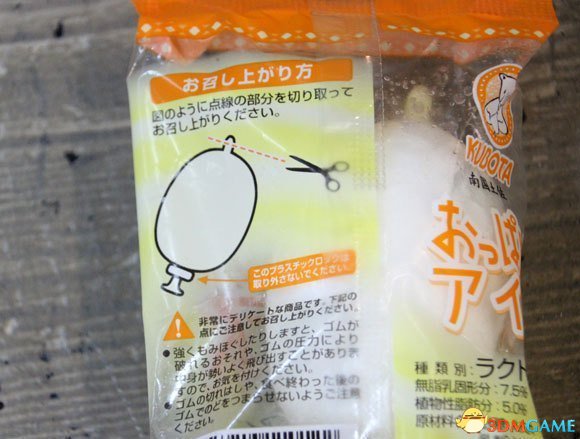 お召し上がり方
図のように点線の部分を切り取って
お召し上がりください。
このプラスチックロックは
取り外さないでください。
非常にデリケートな商品です。下記の
点にご注意してお召し上がりください。
●強くもみほぐしたりしますと、ゴムが
破れるおそれや、ゴムの圧力により
中身が勢いよく飛び出すことがありま
すので、お気を付けください。
●ゴムの切れはしや、食べ終わった後の
ゴムでのどをつまらせないようご注意
ください。
KUBOTA
南国土佐
おっぱ
アイ
種類別:ラクト
無脂乳固形分:7.5%
植物性脂肪分:5.0%
原材料
3DMGAME